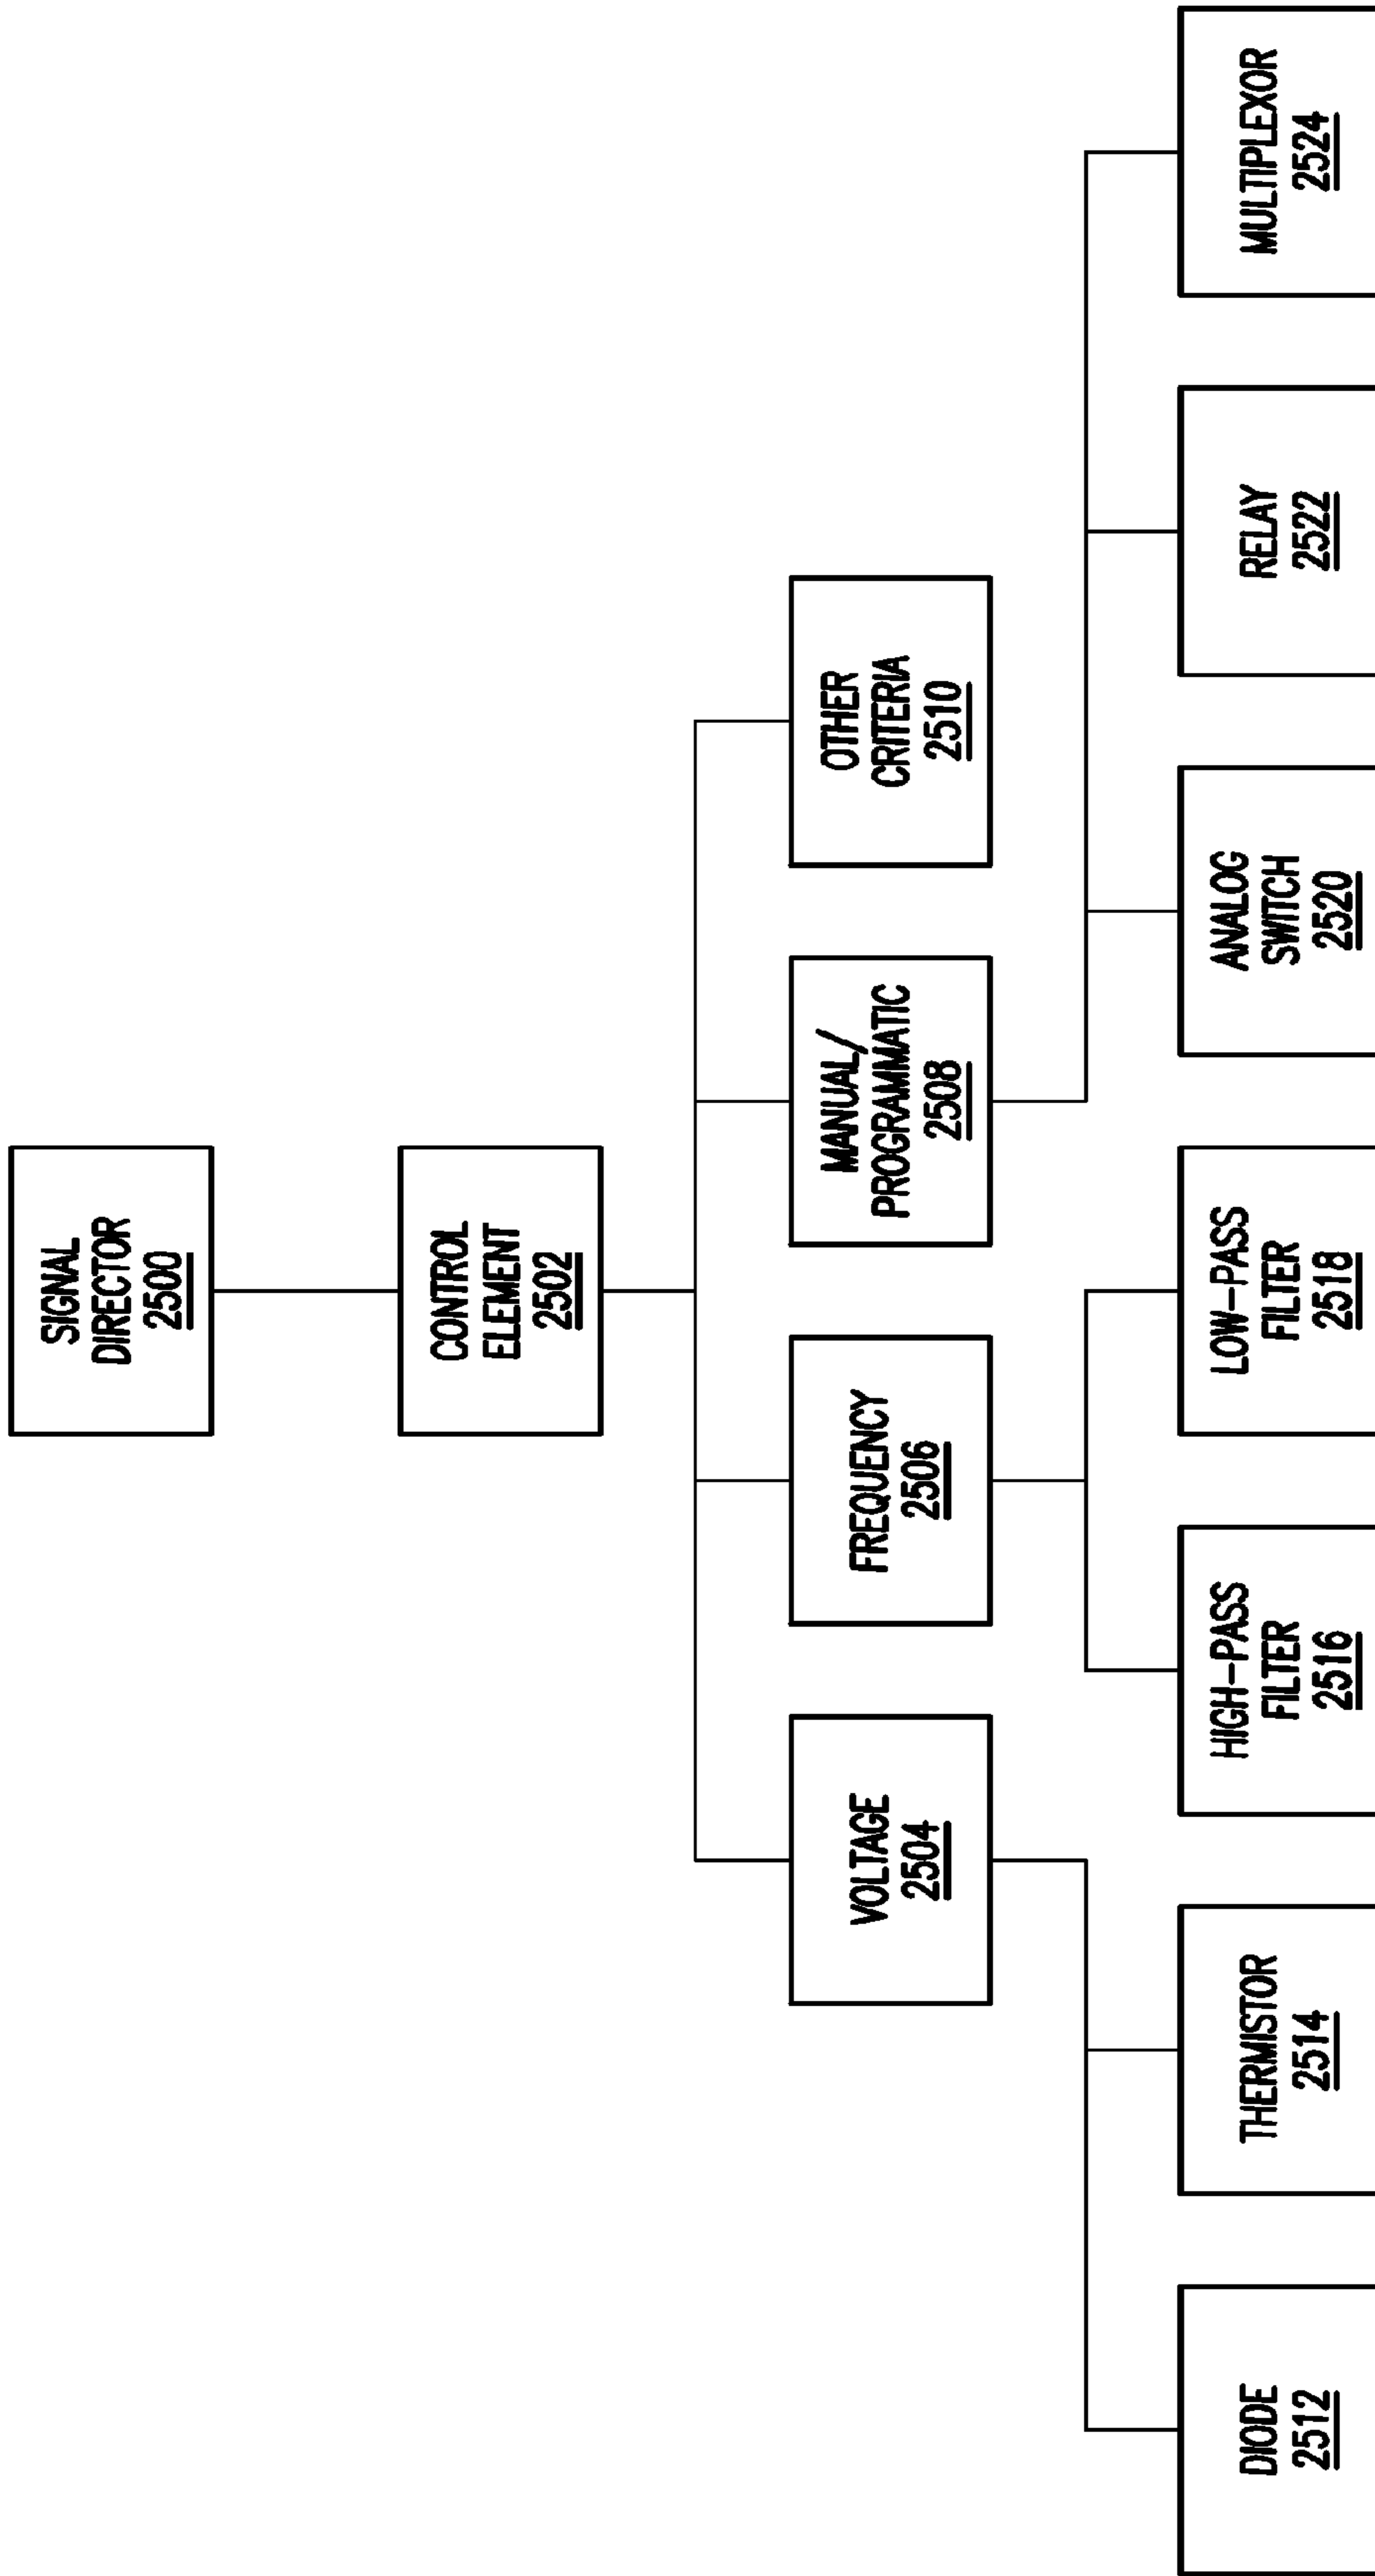 SIGNAL
DIRECTOR
2500
CONTROL
ELEMENT
2502
VOLTAGE
2504
FREQUENCY
2506
MANUAL/
PROGRAMMATIC
2508
OTHER
CRITERIA
2510
DIODE
2512
THERMISTOR
2514
HIGH-PASS
FILTER
2516
LOW-PASS
FILTER
2518
ANALOG
SWITCH
2520
RELAY
2522
MULTIPLEXOR
2524